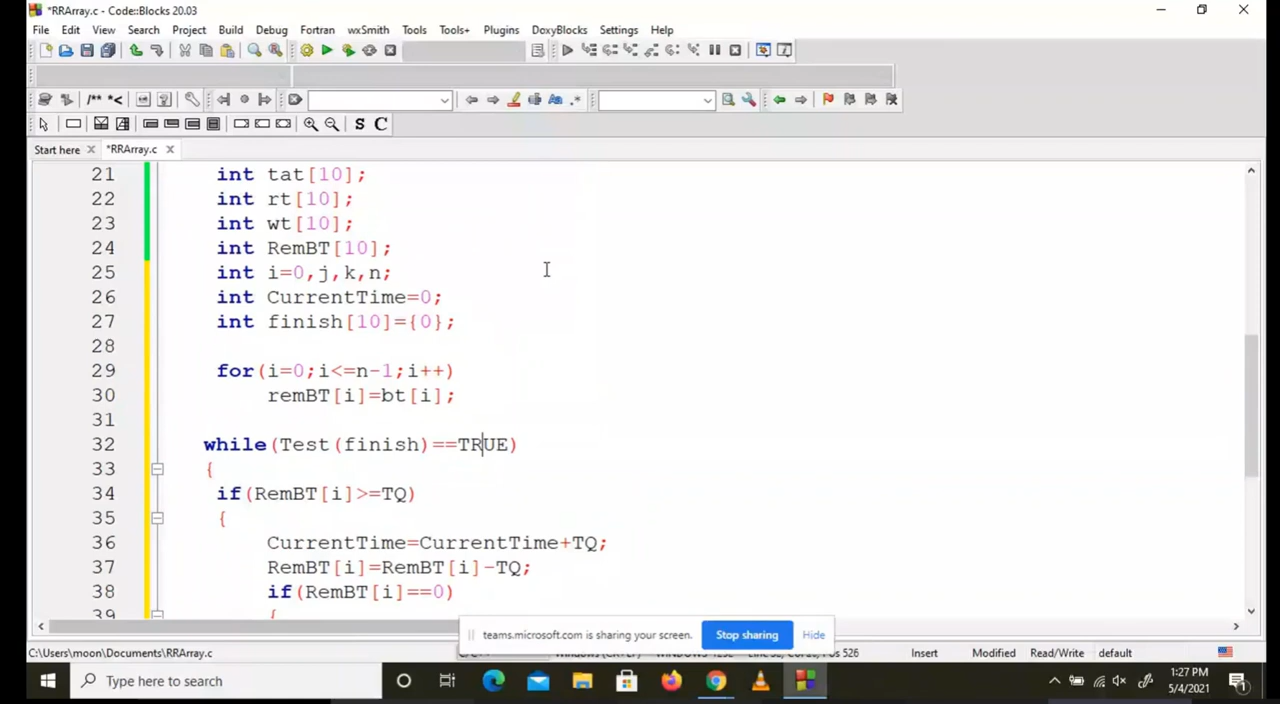 *RRArray.c - Code::Blocks 20.03
File Edit View Search Project Build Debug Fortran wxSmith Tools Tools+ Plugins DoxyBlocks Settings Help
/** *<
S C
Start here *RRArray.c
21 int tat[10];
22 int rt[10];
23 int wt[10];
24 int RemBT[10];
25 int i=0,j,k,n;
26 int CurrentTime=0;
27 int finish[10]={0};
28
29 for(i=0;i<=n-1;i++)
30 remBT[i]=bt[i];
31
32 while(Test(finish)==TRUE)
33 {
34 if(RemBT[i]>=TQ)
35 {
36 CurrentTime=CurrentTime+TQ;
37 RemBT[i]=RemBT[i]-TQ;
38 if(RemBT[i]==0)
39 {
teams.microsoft.com is sharing your screen. Stop sharing Hide
C:\Users\moon\Documents\RRArray.c Insert Modified Read/Write default
Type here to search
1:27 PM
5/4/2021